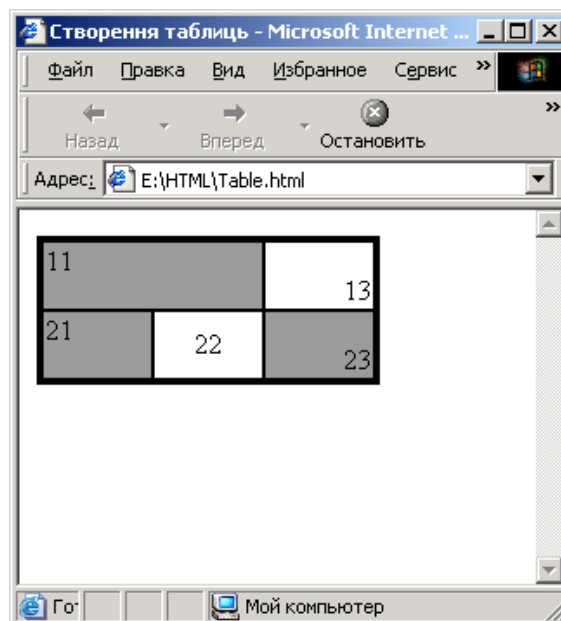 Створення таблиць - Microsoft Internet ...
Файл Правка Вид Избранное Сервис »
Назад Вперед Остановить »
Адрес: E:\HTML\Table.html
11 13
21 22 23
Мой компьютер